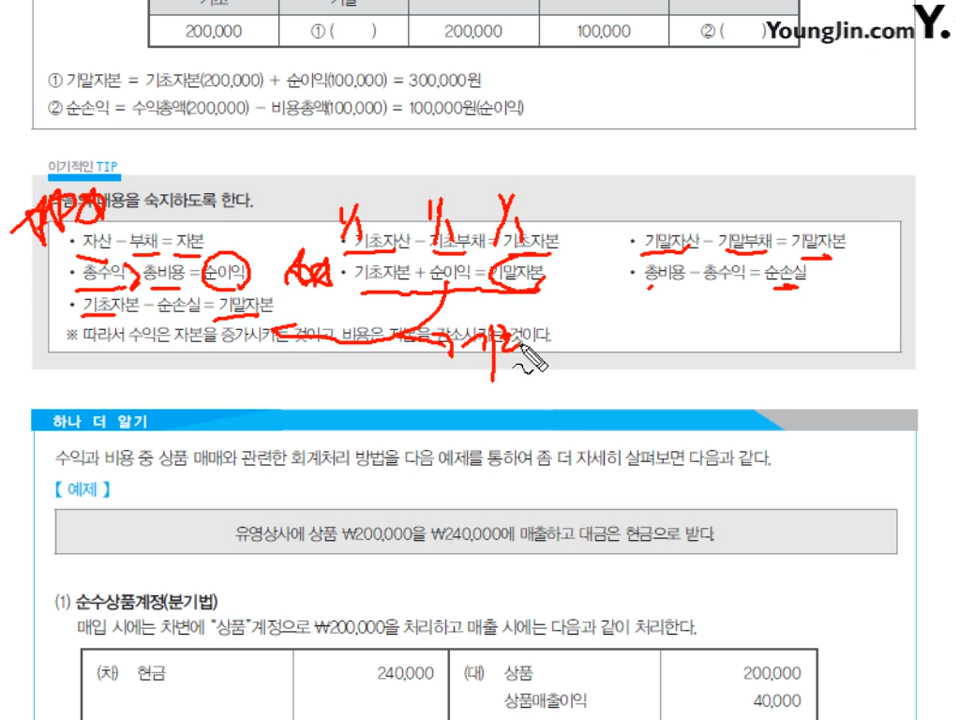 YoungJin.com Y.
200,000 ① ( ) 200,000 100,000 ② ( )
① 기말자본 = 기초자본(200,000) + 순이익(100,000) = 300,000원
② 순손익 = 수익총액(200,000) - 비용총액(100,000) = 100,000원(순이익)
이기적인 TIP
내용을 숙지하도록 한다.
• 자산 - 부채 = 자본 • 기초자산 - 기초부채 = 기초자본 • 기말자산 - 기말부채 = 기말자본
• 총수익 총비용 = 순이익 • 기초자본 + 순이익 = 기말자본 • 총비용 - 총수익 = 순손실
• 기초자본 - 순손실 = 기말자본
※ 따라서 수익은 자본을 증가시키는 것이고, 비용은 자본을 감소시키는 것이다.
하나 더 알기
수익과 비용 중 상품 매매와 관련한 회계처리 방법을 다음 예제를 통하여 좀 더 자세히 살펴보면 다음과 같다.
【 예제 】
유영상사에 상품 ₩200,000을 ₩240,000에 매출하고 대금은 현금으로 받다.
(1) 순수상품계정(분기법)
매입 시에는 차변에 "상품"계정으로 ₩200,000을 처리하고 매출 시에는 다음과 같이 처리한다.
(차) 현금 240,000 (대) 상품 200,000
상품매출이익 40,000